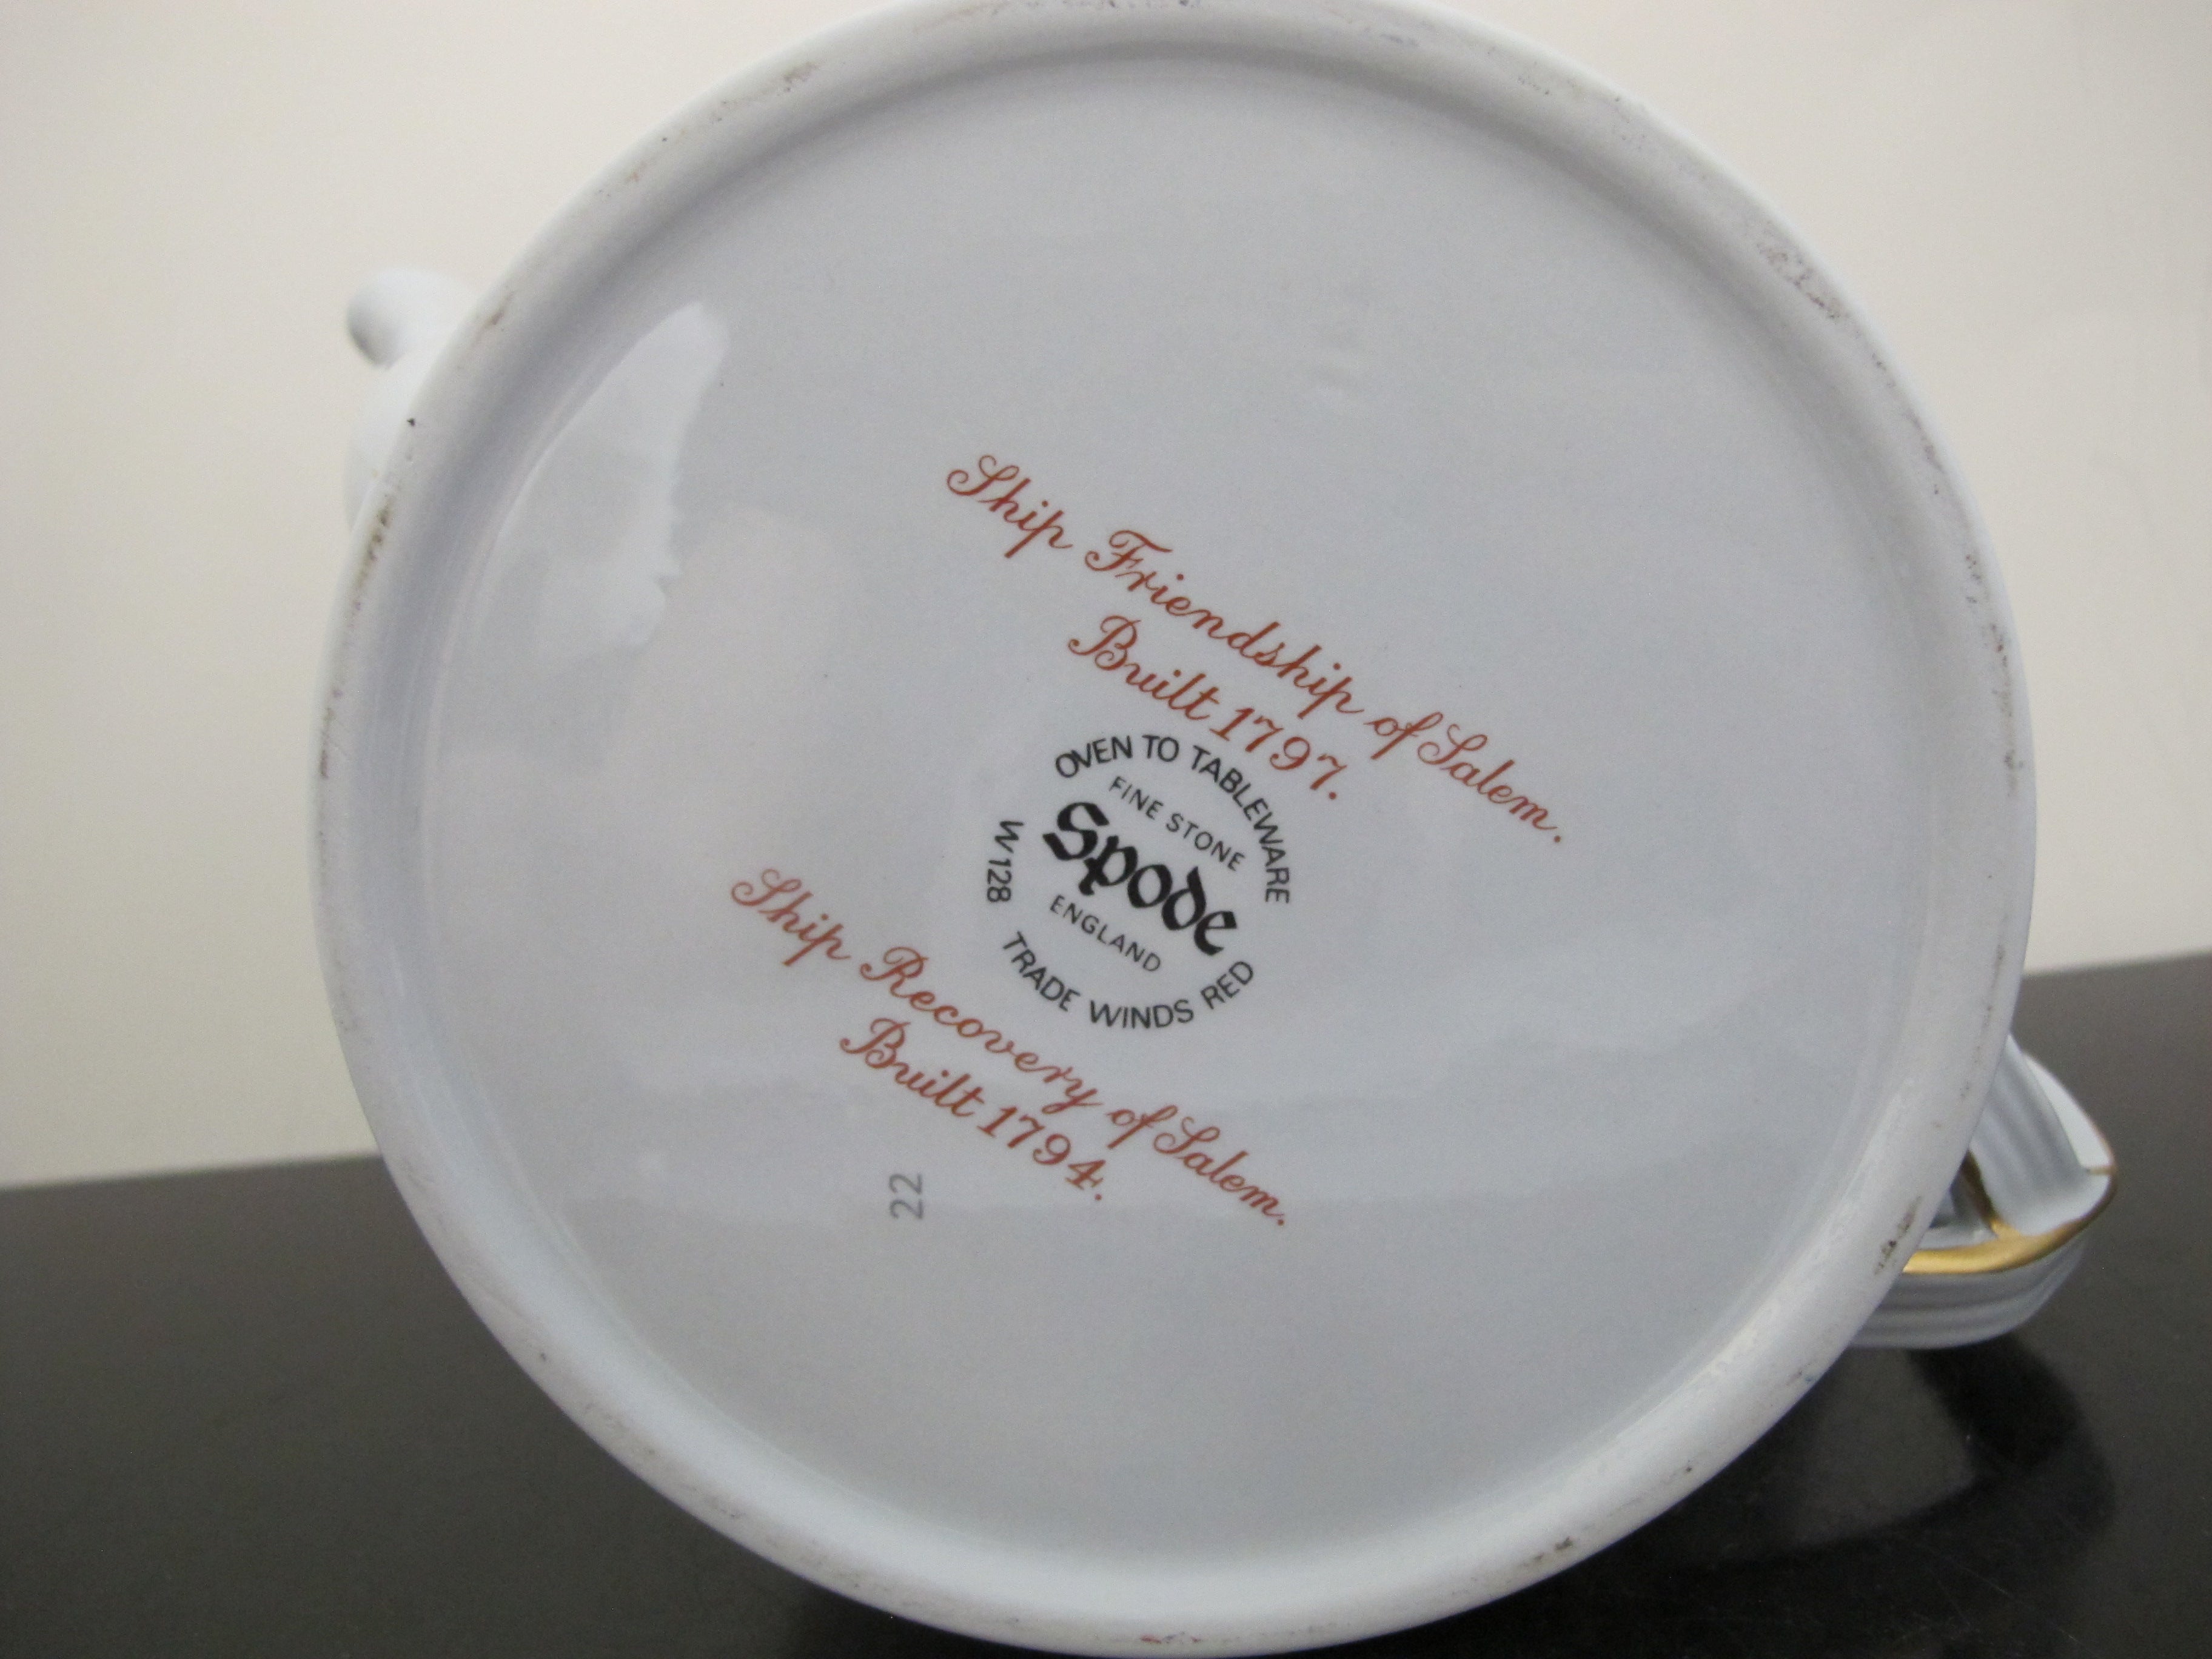 Ship Friendship of Salem.
Built 1797.
OVEN TO TABLEWARE
FINE STONE
Spode
ENGLAND
W128
TRADE WINDS RED
Ship Recovery of Salem.
Built 1794.
22